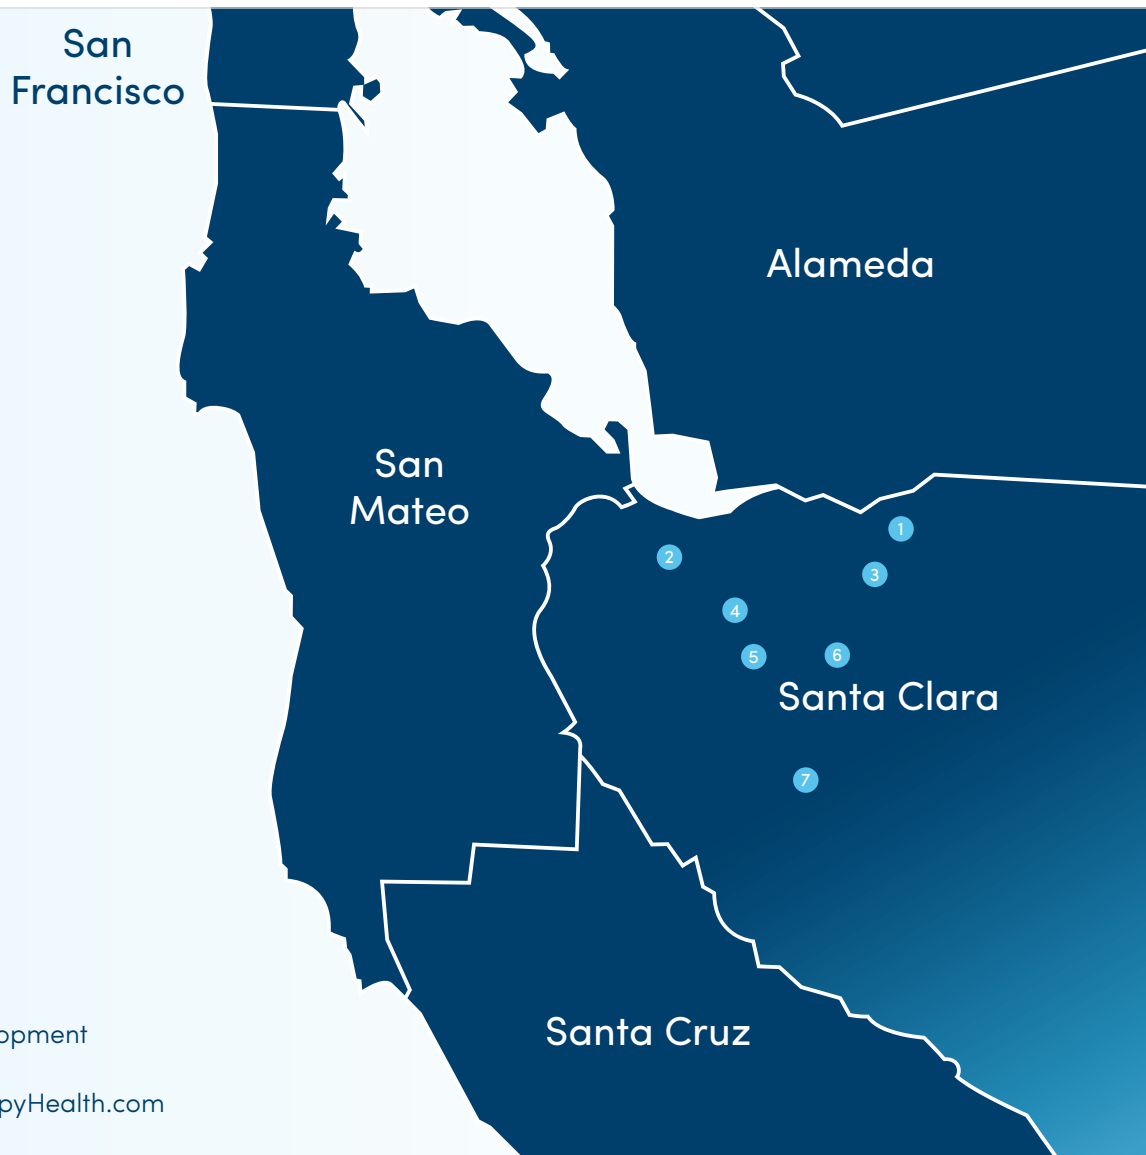 San
Francisco
Alameda
San
Mateo
1
2
3
4
5
6
Santa Clara
7
Santa Cruz
opment
pyHealth.com